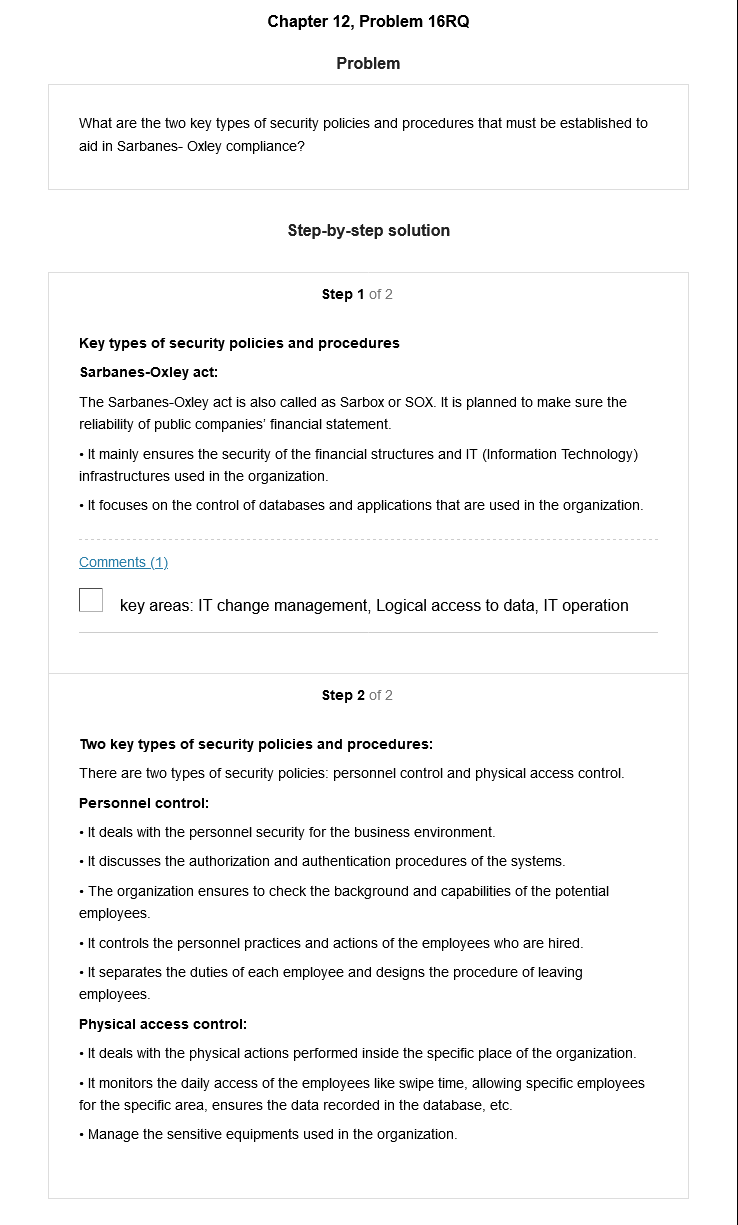 Chapter 12, Problem 16RQ
Problem
What are the two key types of security policies and procedures that must be established to
aid in Sarbanes- Oxley compliance?
Step-by-step solution
Step 1 of 2
Key types of security policies and procedures
Sarbanes-Oxley act:
The Sarbanes-Oxley act is also called as Sarbox or SOX. It is planned to make sure the
reliability of public companies' financial statement.
• It mainly ensures the security of the financial structures and IT (Information Technology)
infrastructures used in the organization.
• It focuses on the control of databases and applications that are used in the organization.
Comments (1)
key areas: IT change management, Logical access to data, IT operation
Step 2 of 2
Two key types of security policies and procedures:
There are two types of security policies: personnel control and physical access control.
Personnel control:
• It deals with the personnel security for the business environment.
• It discusses the authorization and authentication procedures of the systems.
• The organization ensures to check the background and capabilities of the potential
employees.
• It controls the personnel practices and actions of the employees who are hired.
• It separates the duties of each employee and designs the procedure of leaving
employees.
Physical access control:
• It deals with the physical actions performed inside the specific place of the organization.
• It monitors the daily access of the employees like swipe time, allowing specific employees
for the specific area, ensures the data recorded in the database, etc.
• Manage the sensitive equipments used in the organization.